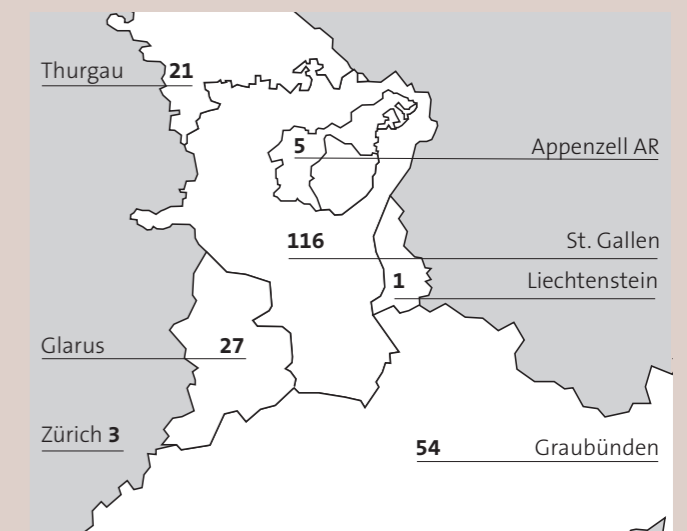 Thurgau 21
5 Appenzell AR
116 St. Gallen
1 Liechtenstein
Glarus 27
Zürich 3
54 Graubünden